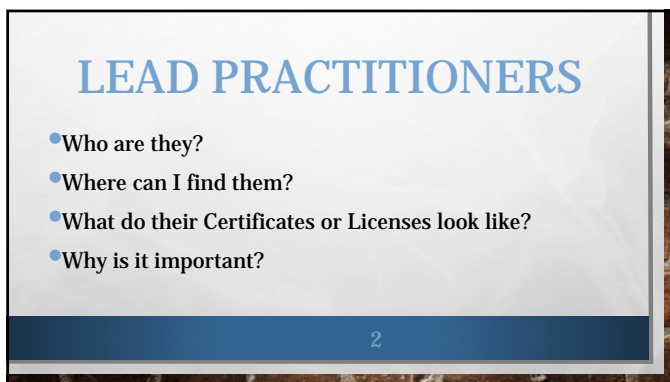 LEAD PRACTITIONERS
•Who are they?
•Where can I find them?
•What do their Certificates or Licenses look like?
•Why is it important?
2